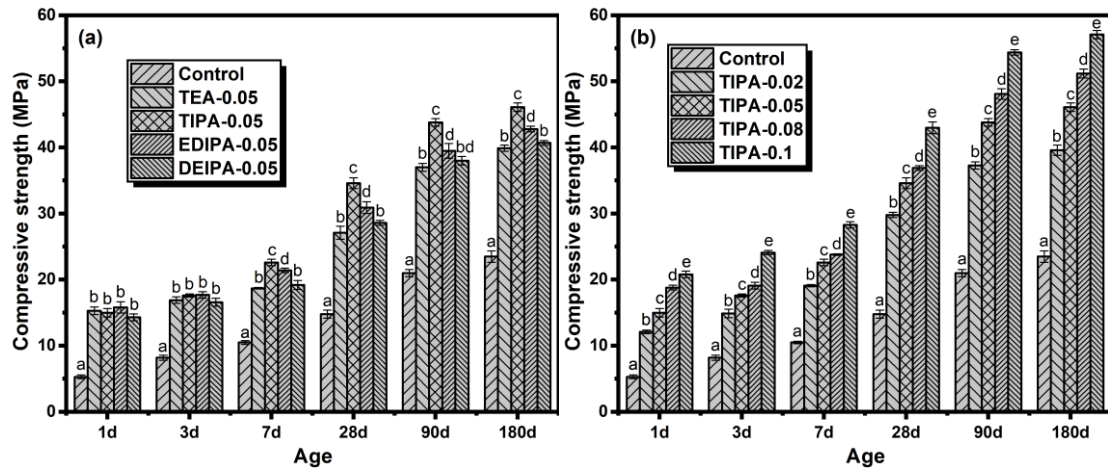 (a)
Control
TEA-0.05
TIPA-0.05
EDIPA-0.05
DEIPA-0.05
Compressive strength (MPa)
60
50
40
30
20
10
0
a b b b b
a b b b b
a b c d b
a b c d b
a b c d bd
a b c d b
1d 3d 7d 28d 90d 180d
Age
(b)
Control
TIPA-0.02
TIPA-0.05
TIPA-0.08
TIPA-0.1
Compressive strength (MPa)
60
50
40
30
20
10
0
a b c d e
a b c d e
a b c d e
a b c d e
a b c d e
a b c d e
1d 3d 7d 28d 90d 180d
Age